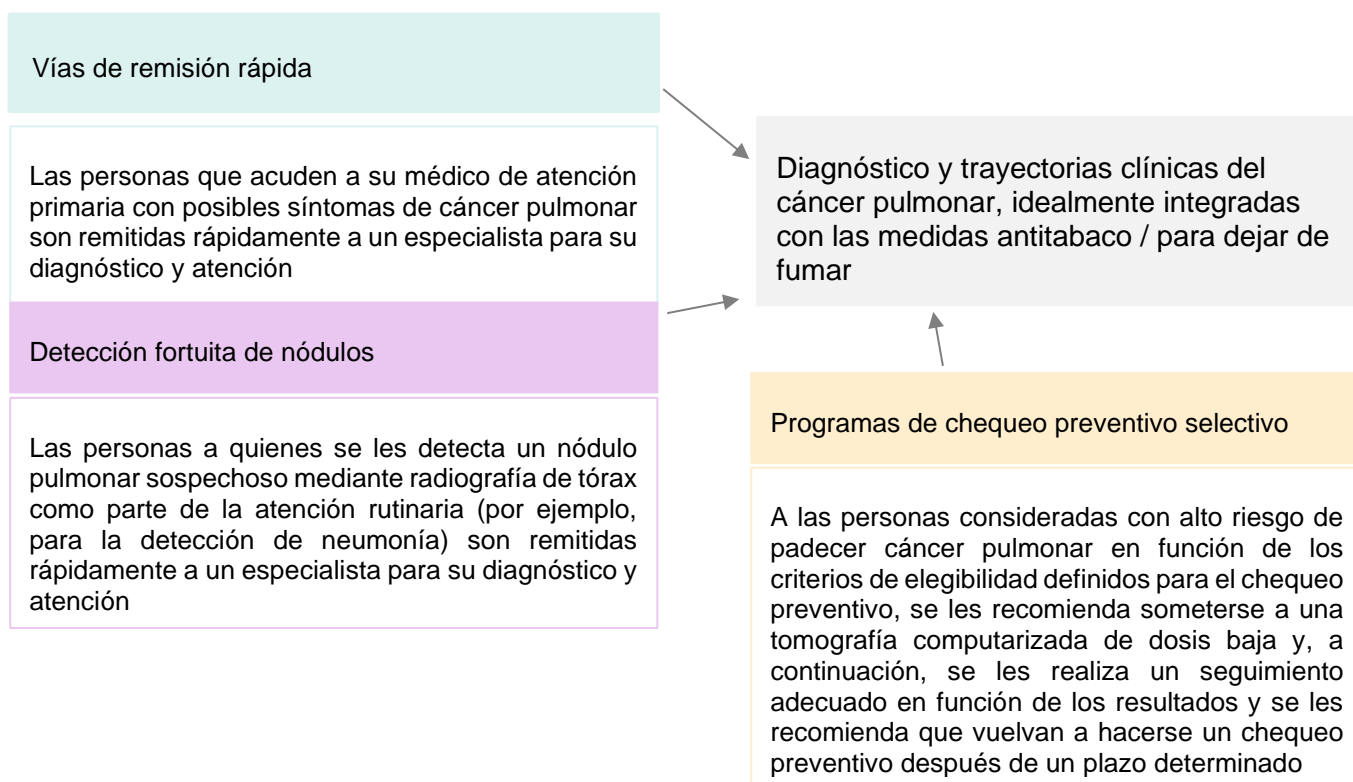 Vías de remisión rápida
Las personas que acuden a su médico de atención
primaria con posibles síntomas de cáncer pulmonar
son remitidas rápidamente a un especialista para su
diagnóstico y atención
Detección fortuita de nódulos
Las personas a quienes se les detecta un nódulo
pulmonar sospechoso mediante radiografía de tórax
como parte de la atención rutinaria (por ejemplo,
para la detección de neumonía) son remitidas
rápidamente a un especialista para su diagnóstico y
atención
Diagnóstico y trayectorias clínicas del
cáncer pulmonar, idealmente integradas
con las medidas antitabaco / para dejar de
fumar
Programas de chequeo preventivo selectivo
A las personas consideradas con alto riesgo de
padecer cáncer pulmonar en función de los
criterios de elegibilidad definidos para el chequeo
preventivo, se les recomienda someterse a una
tomografía computarizada de dosis baja y, a
continuación, se les realiza un seguimiento
adecuado en función de los resultados y se les
recomienda que vuelvan a hacerse un chequeo
preventivo después de un plazo determinado